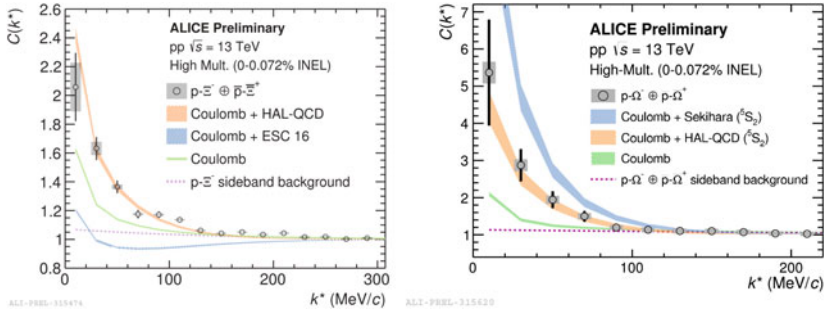 C(k*)
2.6
2.4
2.2
2
1.8
1.6
1.4
1.2
1.0
0.8
ALICE Preliminary
pp √s = 13 TeV
High Mult. (0-0.072% INEL)
p-Ξ⁻ ⊕ p̄-Ξ̄⁺
Coulomb + HAL-QCD
Coulomb + ESC 16
Coulomb
p-Ξ⁻ sideband background
0 100 200 300
k* (MeV/c)
ALI-PREL-315474
C(k*)
7
6
5
4
3
2
1
ALICE Preliminary
pp √s = 13 TeV
High-Mult. (0-0.072% INEL)
p-Ω⁻ ⊕ p-Ω⁺
Coulomb + Sekihara (⁵S₂)
Coulomb + HAL-QCD (⁵S₂)
Coulomb
p-Ω⁻ ⊕ p-Ω⁺ sideband background
0 100 200
k* (MeV/c)
ALI-PREL-315620